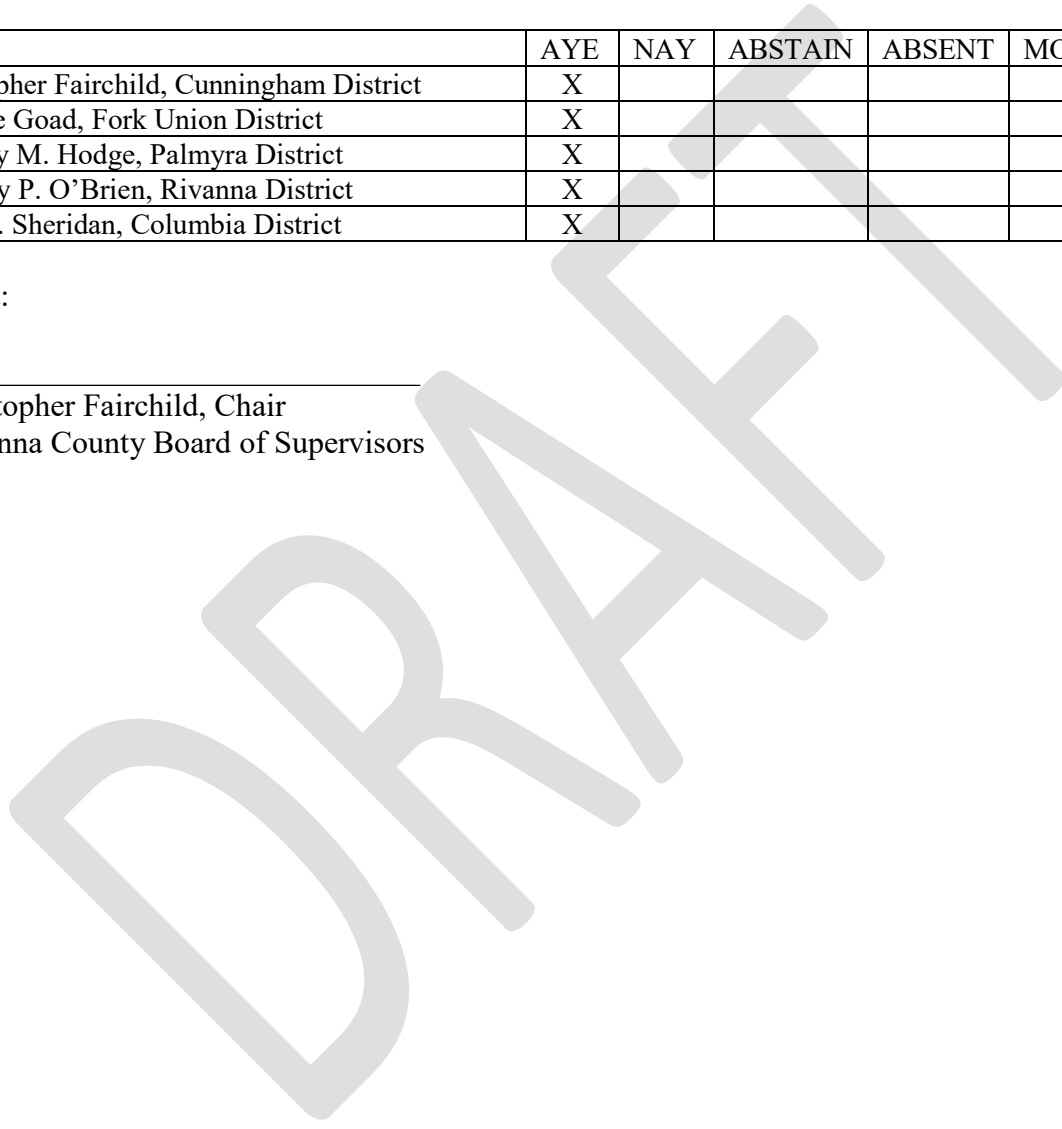 AYE NAY ABSTAIN ABSENT MO
pher Fairchild, Cunningham District X
e Goad, Fork Union District X
y M. Hodge, Palmyra District X
y P. O’Brien, Rivanna District X
. Sheridan, Columbia District X
:
topher Fairchild, Chair
nna County Board of Supervisors
DRAFT